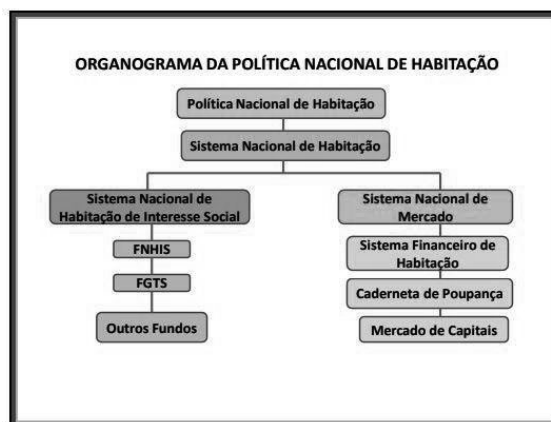 ORGANOGRAMA DA POLÍTICA NACIONAL DE HABITAÇÃO
Política Nacional de Habitação
Sistema Nacional de Habitação
Sistema Nacional de
Habitação de Interesse Social
FNHIS
FGTS
Outros Fundos
Sistema Nacional de
Mercado
Sistema Financeiro de
Habitação
Caderneta de Poupança
Mercado de Capitais